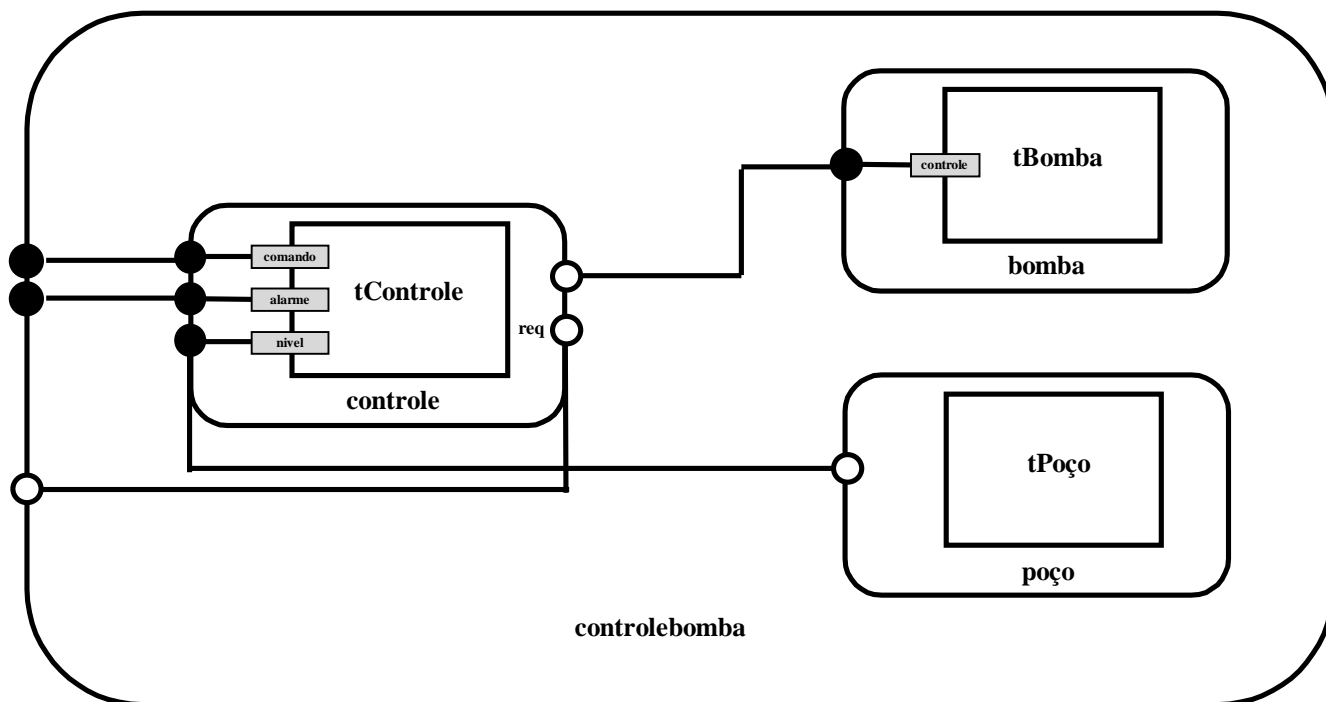 controle
tBomba
bomba
comando
tControle
alarme
req
nivel
controle
tPoço
poço
controlebomba